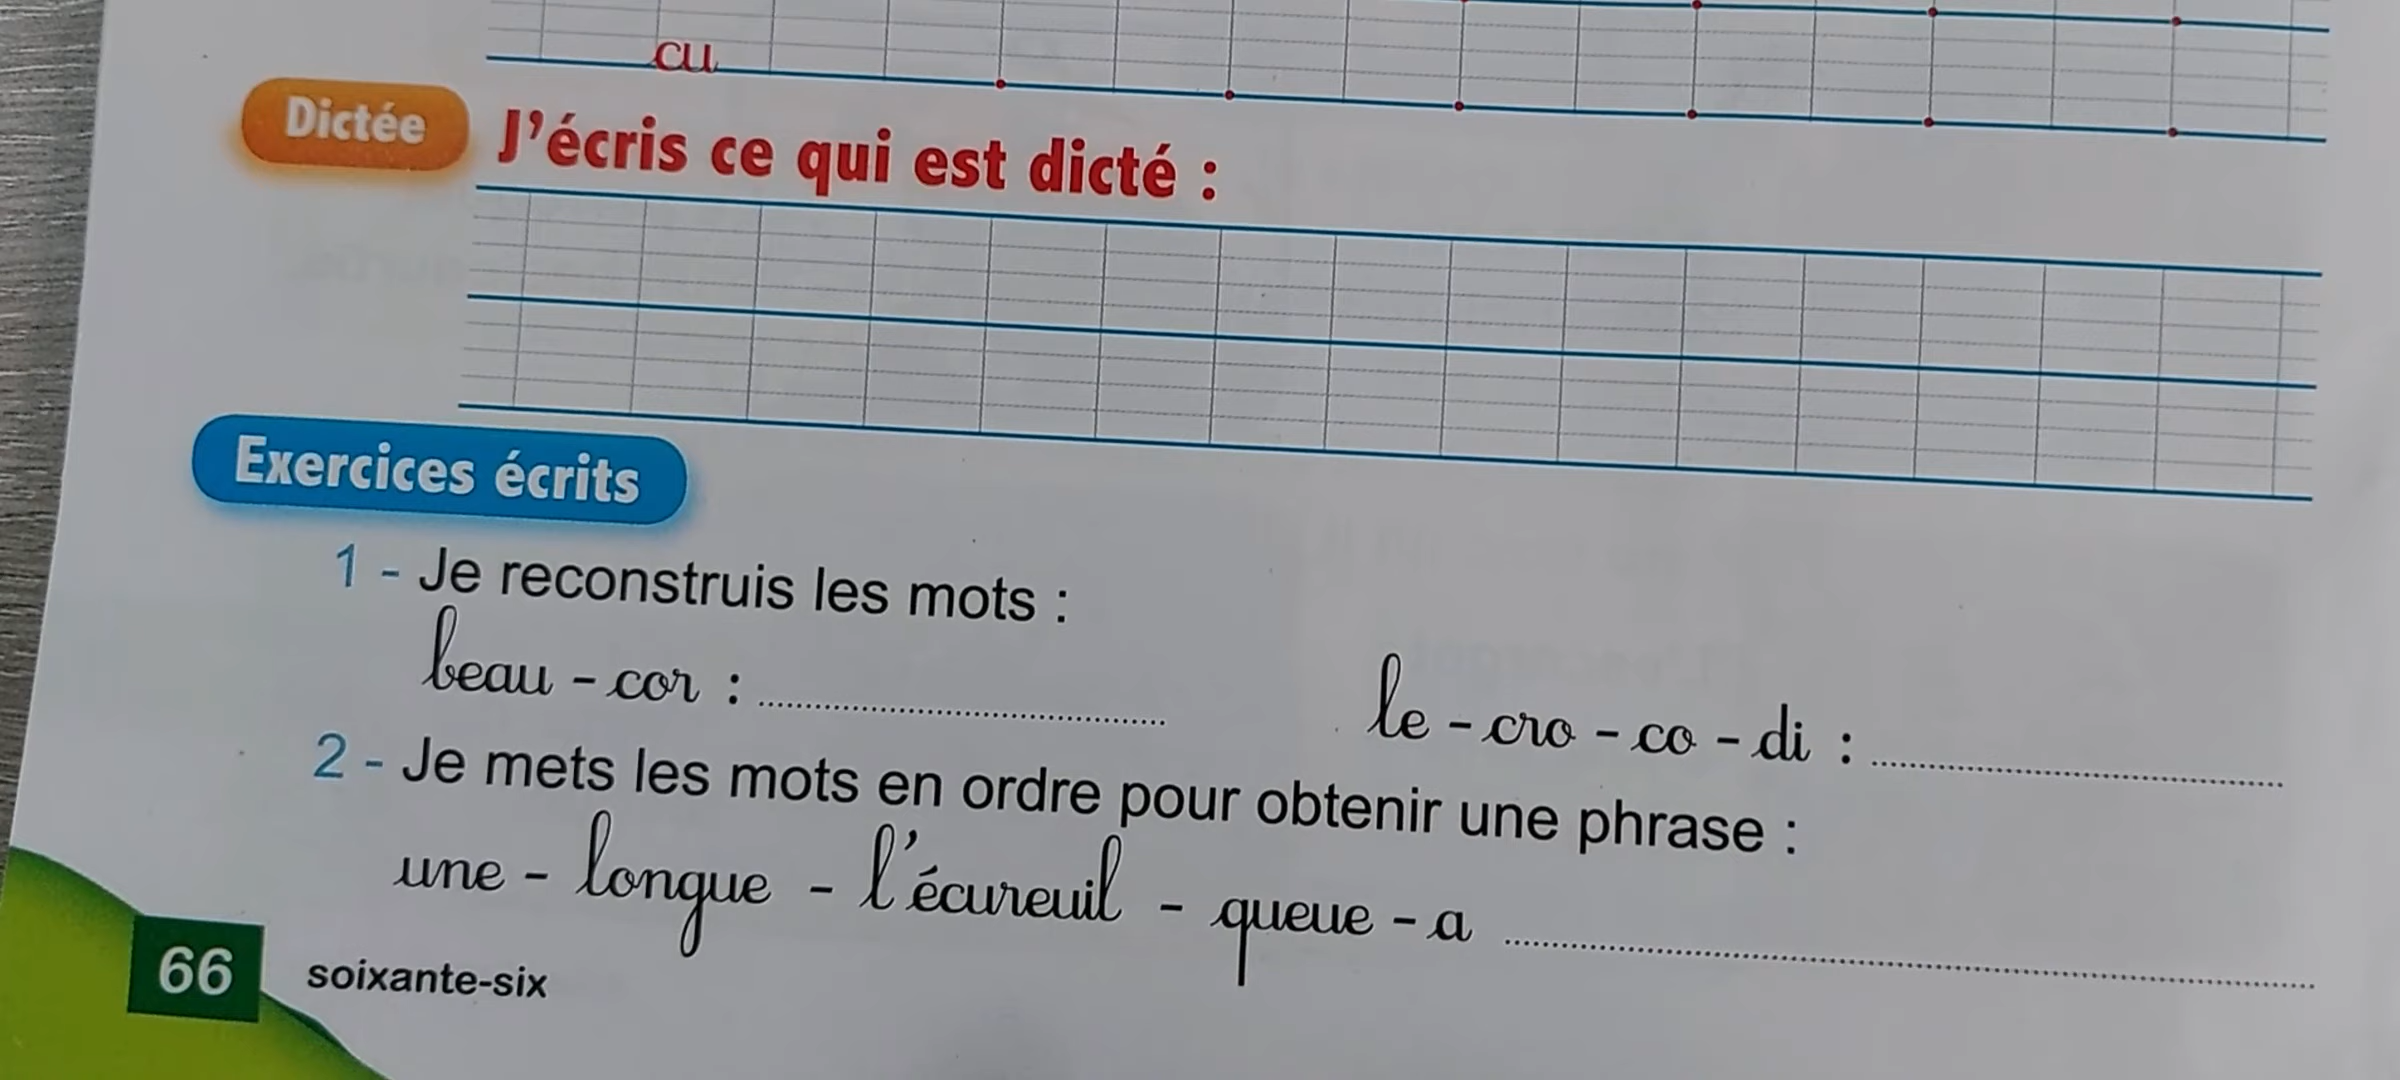 cu
Dictée J'écris ce qui est dicté :
Exercices écrits
1 - Je reconstruis les mots :
beau - cor : le - cro - co - di :
2 - Je mets les mots en ordre pour obtenir une phrase :
une - longue - l'écureuil - queue - a
66 soixante-six